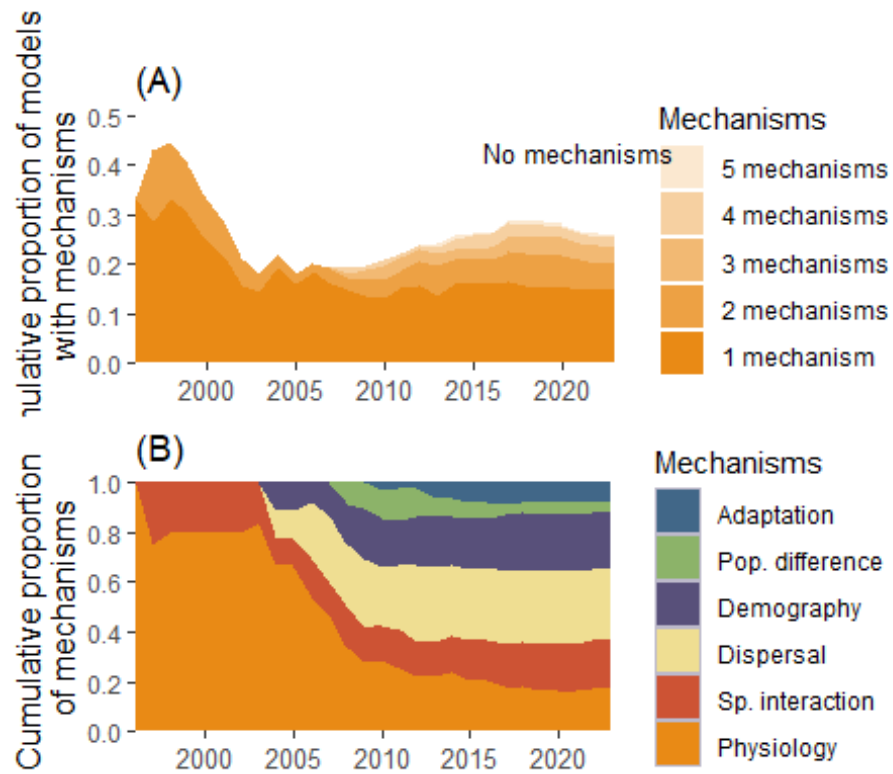 (A)
Cumulative proportion of models
with mechanisms
0.5
0.4
0.3
0.2
0.1
0.0
2000 2005 2010 2015 2020
No mechanisms
Mechanisms
5 mechanisms
4 mechanisms
3 mechanisms
2 mechanisms
1 mechanism
(B)
Cumulative proportion
of mechanisms
1.0
0.8
0.6
0.4
0.2
0.0
2000 2005 2010 2015 2020
Mechanisms
Adaptation
Pop. difference
Demography
Dispersal
Sp. interaction
Physiology